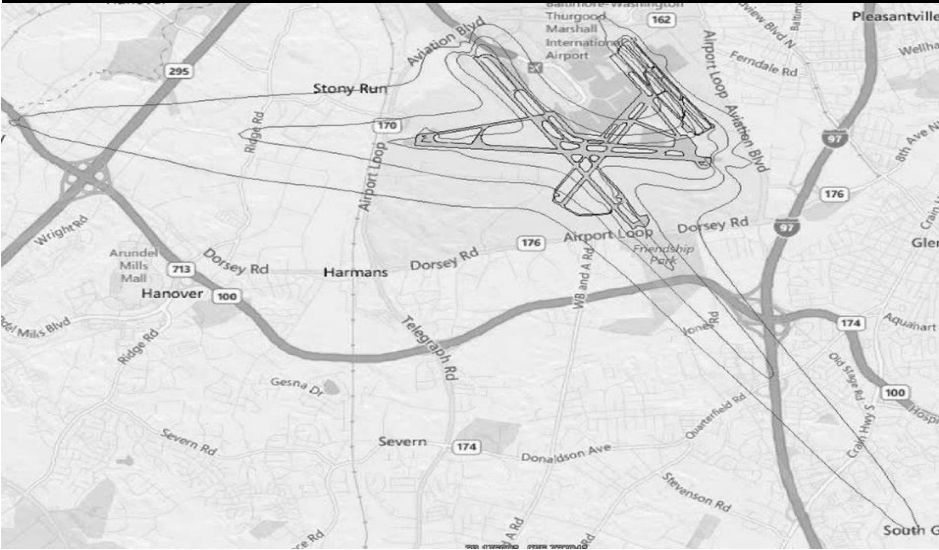 Hanover
Baltimore-Washington
Thurgood
Marshall
International
Airport
162
Pleasantville
Aviation Blvd
Airport Loop
Ferndale Rd
295
Stony Run
Ridge Rd
170
Airport Loop
Aviation Blvd
97
8th Ave N
176
Wright Rd
Arundel
Mills
Mall
Dorsey Rd
713
Hanover
100
Harmans
Dorsey Rd
176
Airport Loop
Dorsey Rd
Friendship
Park
WB and A Rd
97
Ridge Rd
Telegraph Rd
Jones Rd
174
Aquahart
Old Stage Rd
100
Gesna Dr
Quarterfield Rd
Crain Hwy S
Severn Rd
Severn
174
Donaldson Ave
Stevenson Rd
South G